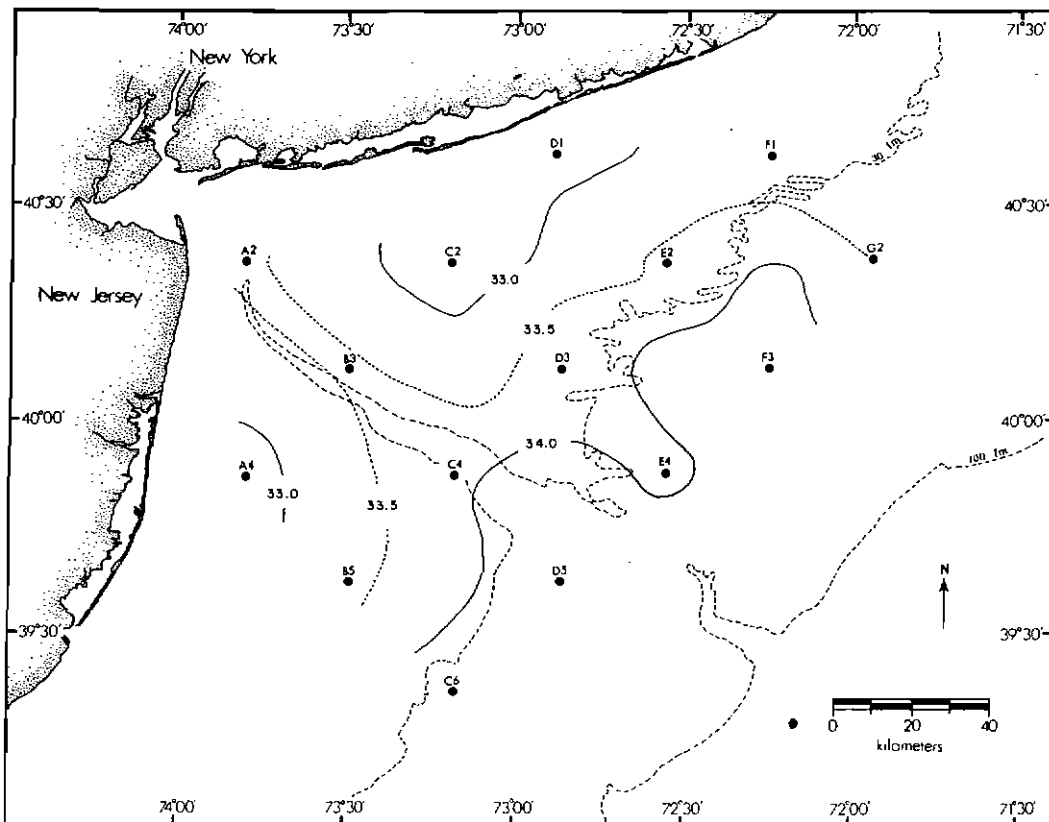 74°00' 73°30' 73°00' 72°30' 72°00' 71°30'
New York
D1 F1
30 fm
40°30' 40°30'
A2 C2 E2 G2
33.0
New Jersey
33.5
B3 D3 F3
40°00' 40°00'
34.0
100 fm
A4 C4 E4
33.0 33.5
B5 D5
N
39°30' 39°30'
C6
0 20 40
kilometers
74°00' 73°30' 73°00' 72°30' 72°00' 71°30'